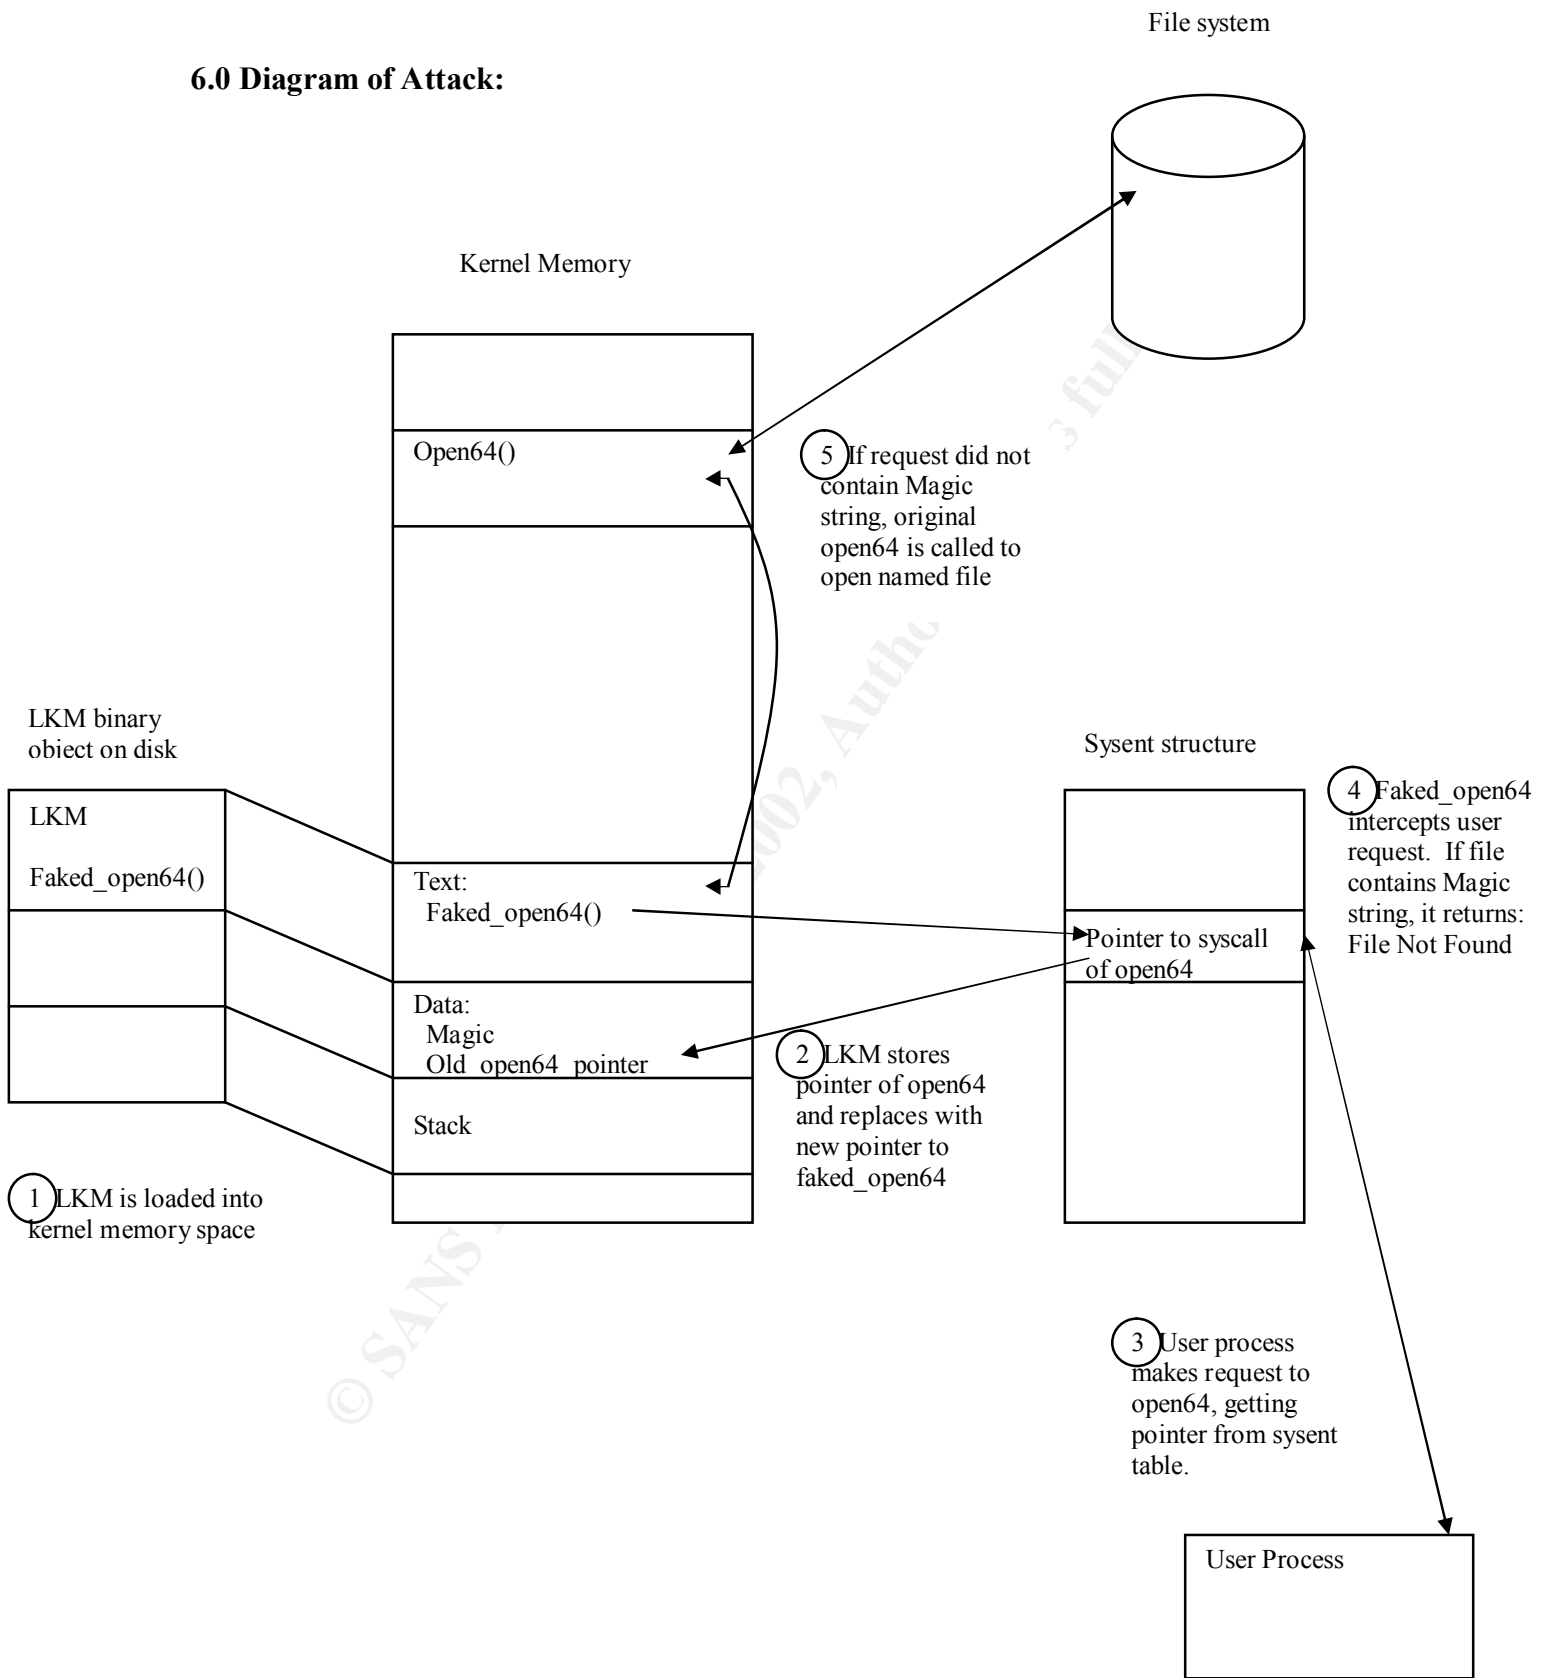 File system
6.0 Diagram of Attack:
Kernel Memory
Open64()
5 If request did not
contain Magic
string, original
open64 is called to
open named file
LKM binary
object on disk
LKM
Faked_open64()
Text:
Faked_open64()
Data:
Magic
Old_open64_pointer
Stack
Sysent structure
Pointer to syscall
of open64
4 Faked_open64
intercepts user
request. If file
contains Magic
string, it returns:
File Not Found
2 LKM stores
pointer of open64
and replaces with
new pointer to
faked_open64
1 LKM is loaded into
kernel memory space
3 User process
makes request to
open64, getting
pointer from sysent
table.
User Process
© SANS
2002, Autho
s full